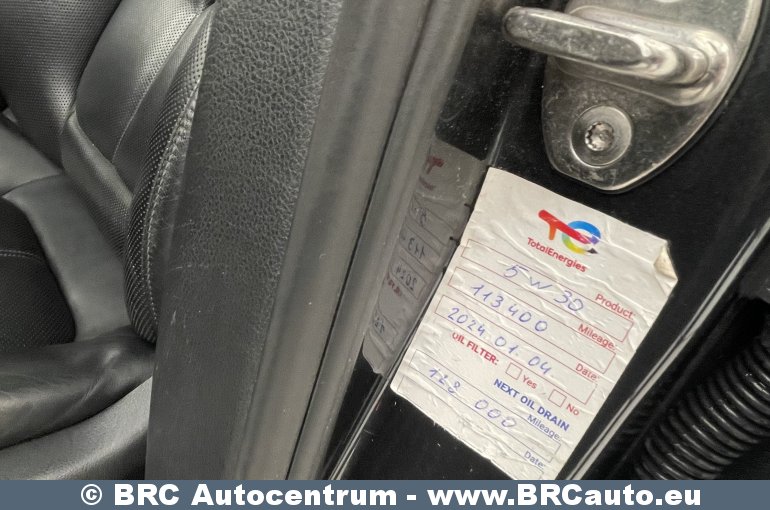 TotalEnergies
5W30
Product:
113400
Mileage:
2024.01.04
Date:
OIL FILTER: Yes No
NEXT OIL DRAIN
128 000
Mileage:
Date:
© BRC Autocentrum - www.BRCauto.eu